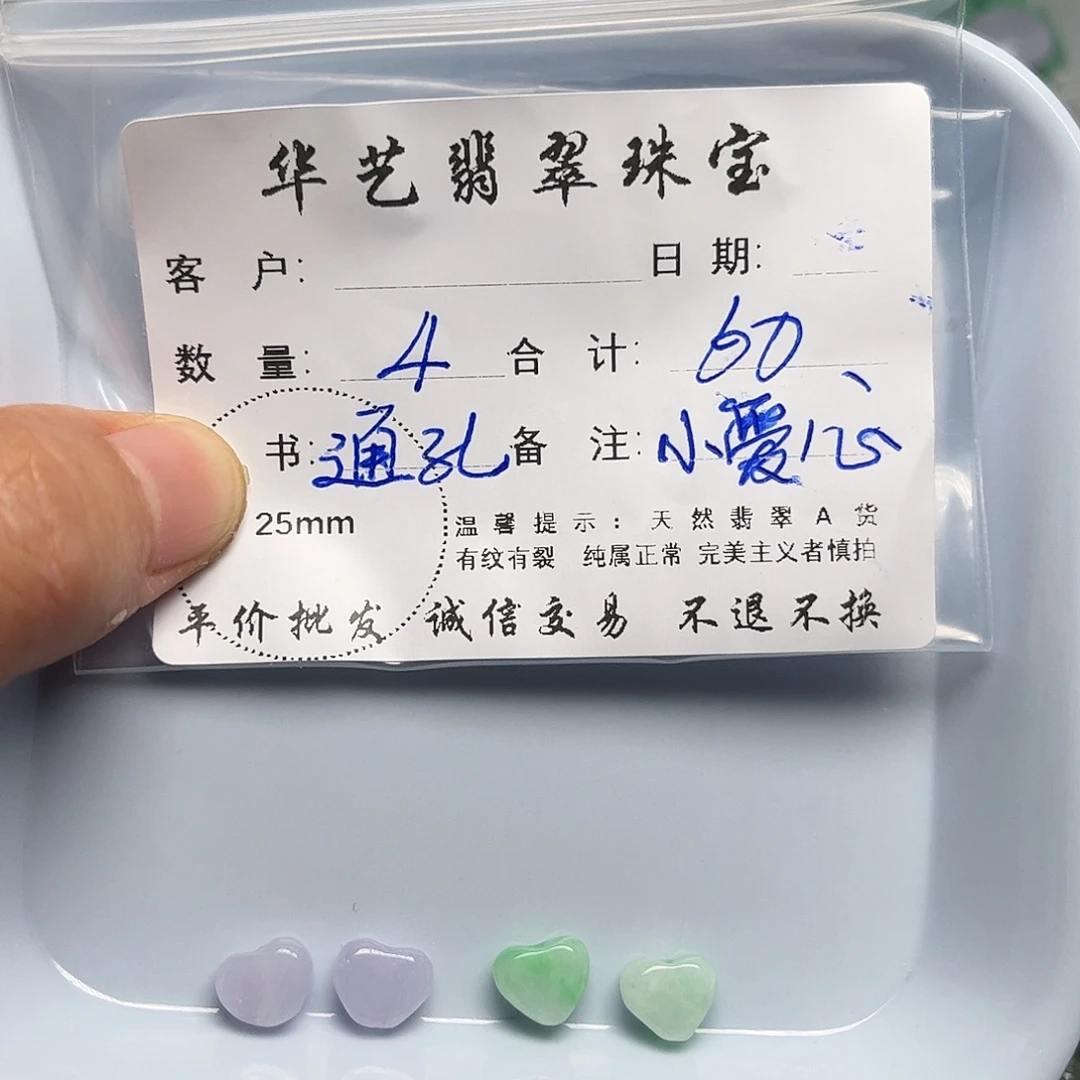 华艺翡翠珠宝
客 户: 日 期:
数 量: 4 合 计: 60
书: 通孔 备 注: 小爱心
25mm
温馨提示: 天然翡翠A货
有纹有裂 纯属正常 完美主义者慎拍
平价批发 诚信交易 不退不换